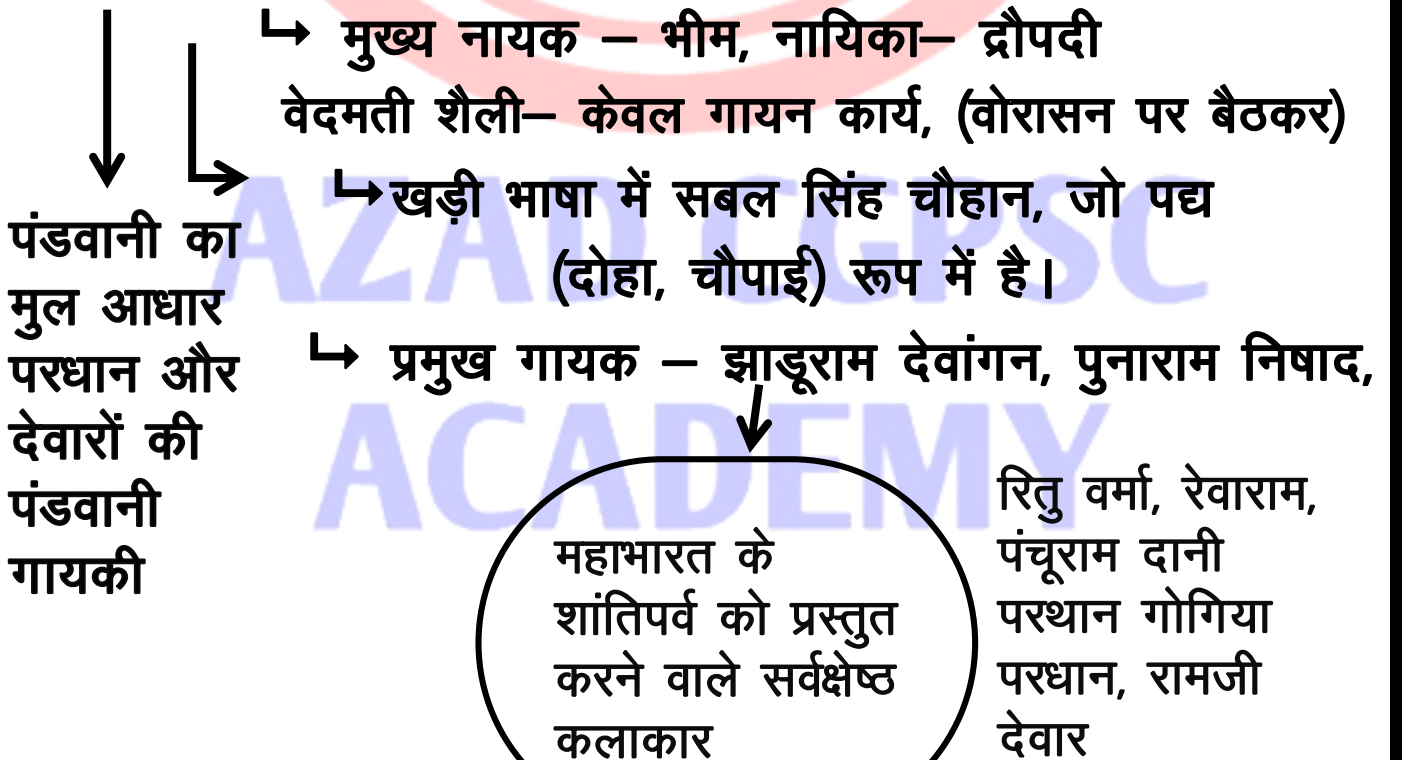 मुख्य नायक – भीम, नायिका– द्रौपदी
वेदमती शैली– केवल गायन कार्य, (वोरासन पर बैठकर)
खड़ी भाषा में सबल सिंह चौहान, जो पद्य
(दोहा, चौपाई) रूप में है।
पंडवानी का
मुल आधार
परधान और
देवारों की
पंडवानी
गायकी
प्रमुख गायक – झाडूराम देवांगन, पुनाराम निषाद,
महाभारत के
शांतिपर्व को प्रस्तुत
करने वाले सर्वक्षेष्ठ
कलाकार
रितु वर्मा, रेवाराम,
पंचूराम दानी
परथान गोगिया
परधान, रामजी
देवार
AZAD CGPSC
ACADEMY